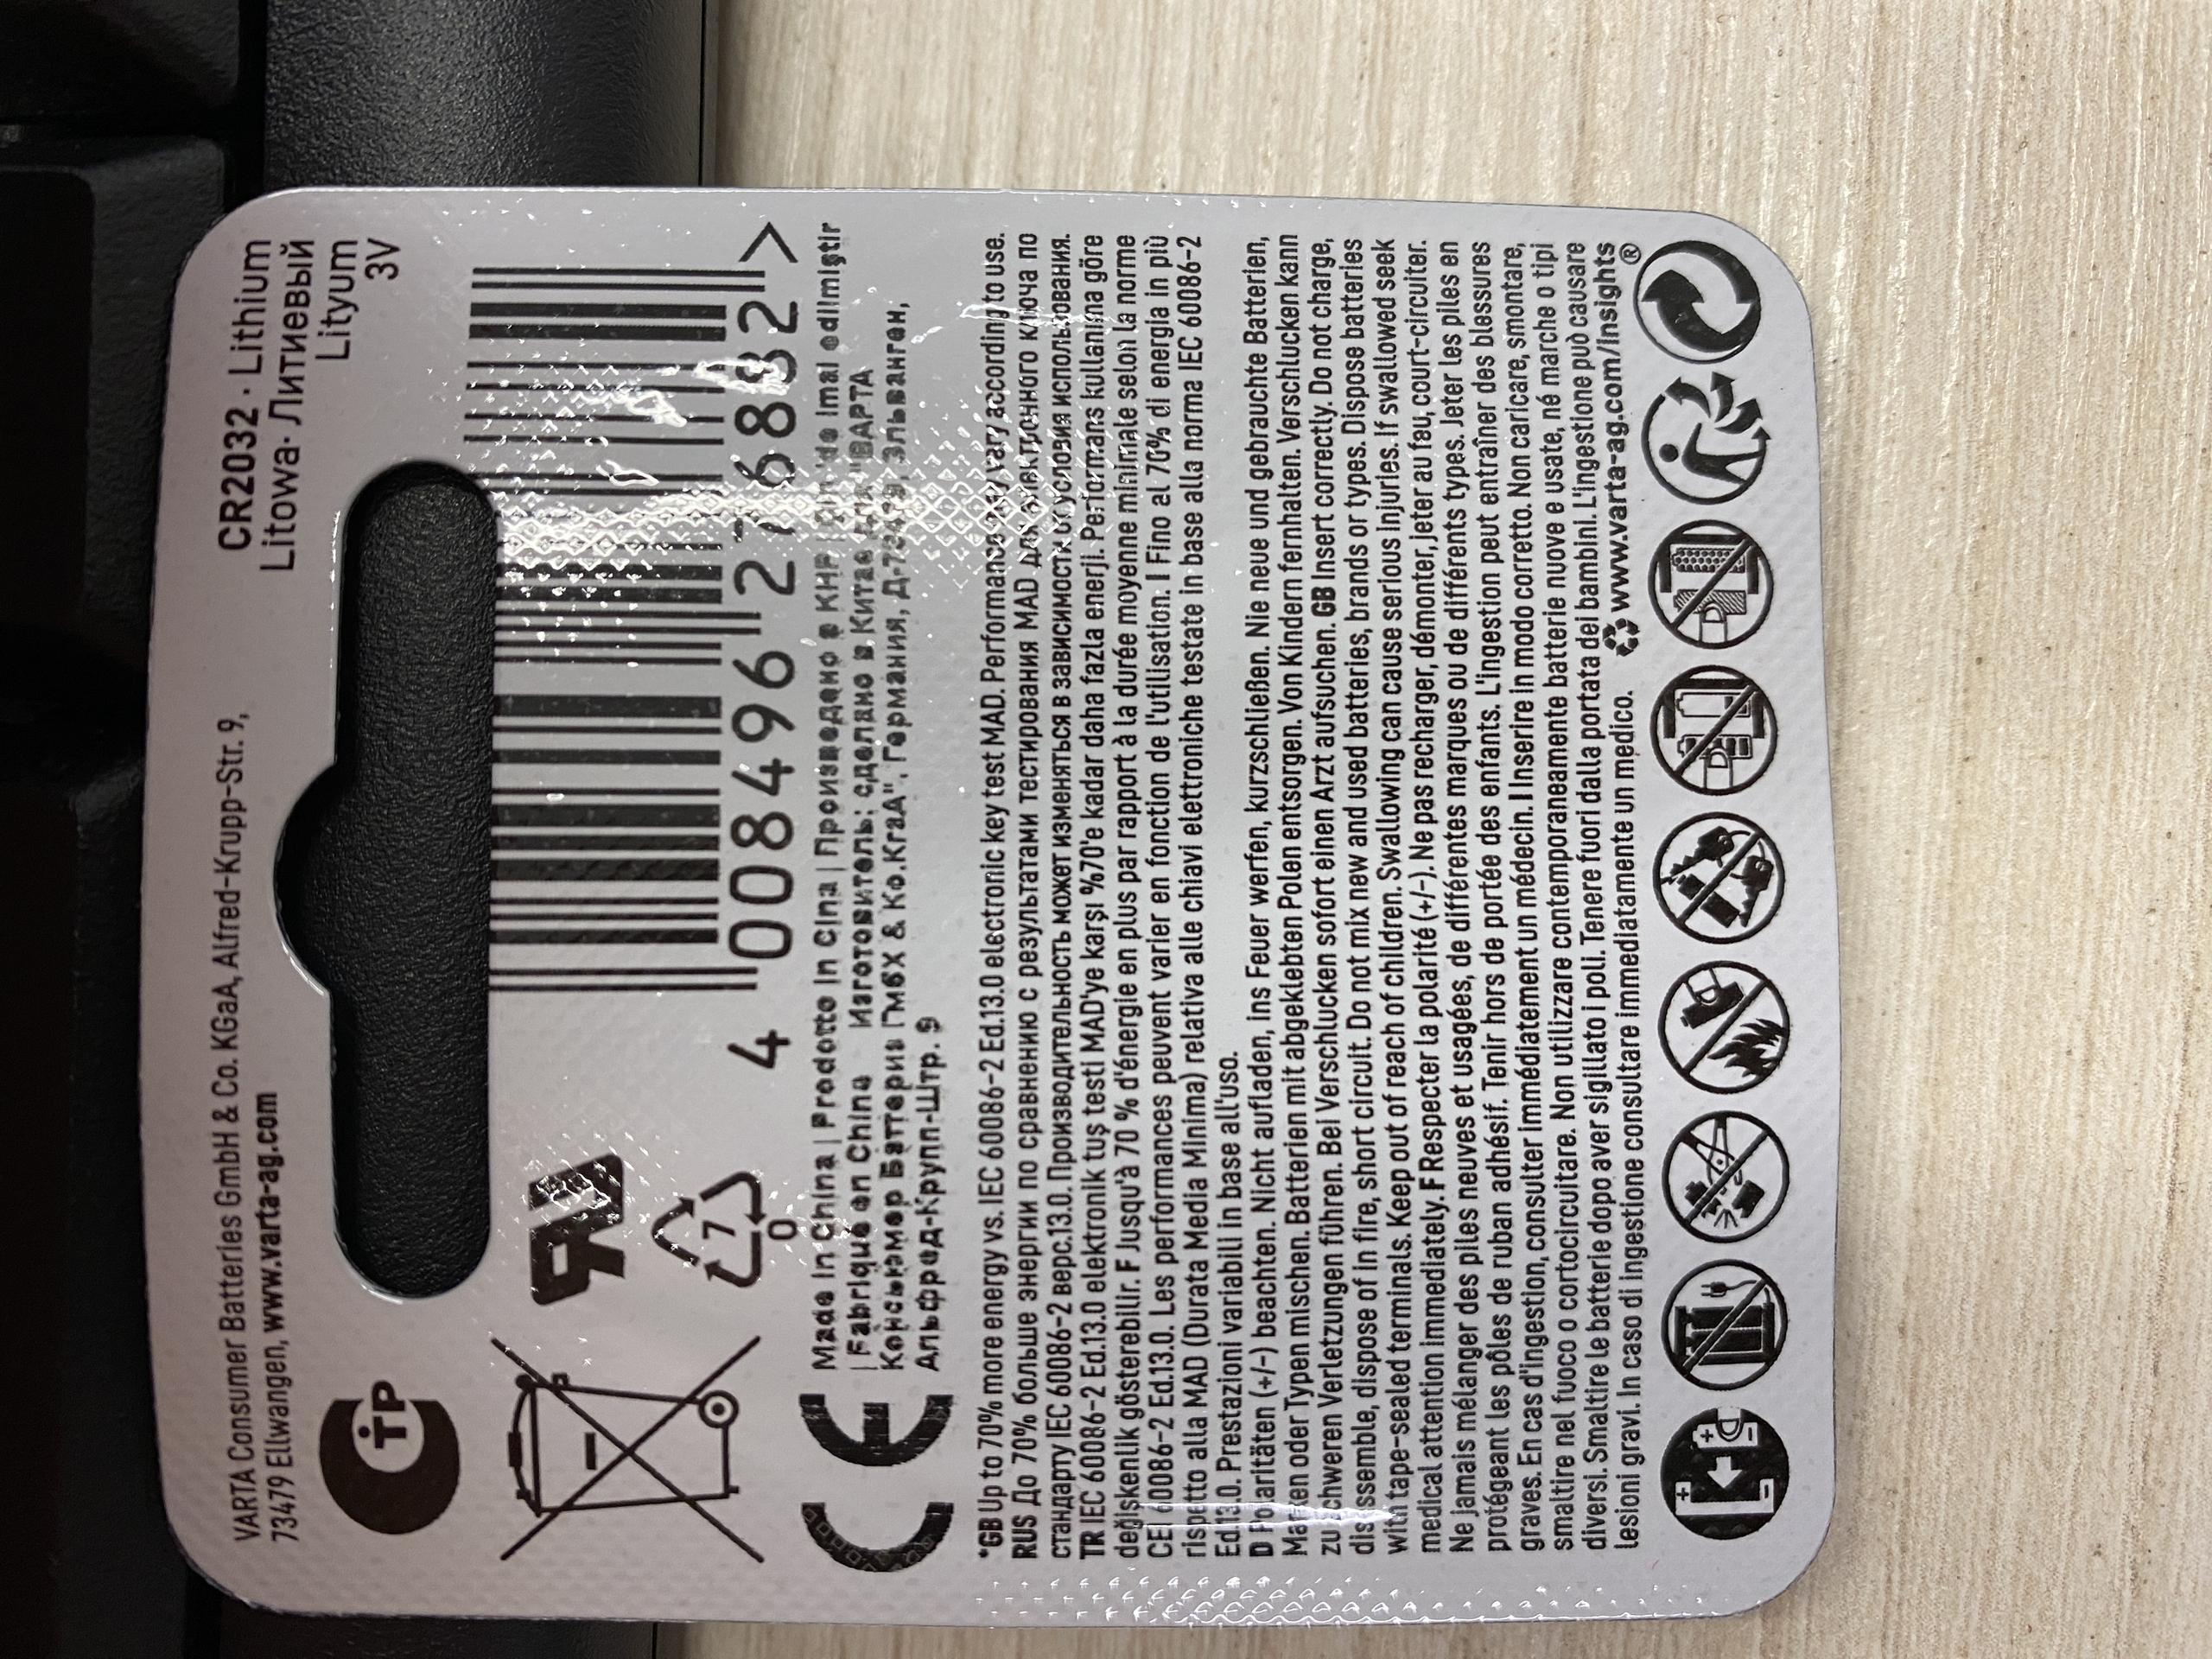 VARTA Consumer Batteries GmbH & Co. KGaA, Alfred-Krupp-Str. 9,
73479 Ellwangen, www.varta-ag.com
CR2032 · Lithium
Litowa · Литиевый
Lityum
3V
TP
7
0
4 008496 276882 >
CE
Made in China | Prodotto in Cina | Произведено в КНР | Çin'de imal edilmiştir
| Fabriqué en China Изготовитель: сделано в Китае для "ВАРТА
Консьюмер Баттериз ГмбХ & Ко.КгаА", Германия, Д-73479, Эльванген,
Альфред-Крупп-Штр. 9
*GB Up to 70% more energy vs. IEC 60086-2 Ed.13.0 electronic key test MAD. Performance may vary according to use.
RUS До 70% больше энергии по сравнению с результатами тестирования MAD для электронного ключа по
стандарту IEC 60086-2 верс.13.0. Производительность может изменяться в зависимости от условия использования.
TR IEC 60086-2 Ed.13.0 elektronik tuş testi MAD'ye karşı %70'e kadar daha fazla enerji. Performans kullanıma göre
değişkenlik gösterebilir. F Jusqu'à 70 % d'énergie en plus par rapport à la durée moyenne minimale selon la norme
CEI 60086-2 Ed.13.0. Les performances peuvent varier en fonction de l'utilisation. I Fino al 70% di energia in più
rispetto alla MAD (Durata Media Minima) relativa alle chiavi elettroniche testate in base alla norma IEC 60086-2
Ed.13.0. Prestazioni variabili in base all'uso.
D Polaritäten (+/-) beachten. Nicht aufladen, ins Feuer werfen, kurzschließen. Nie neue und gebrauchte Batterien,
Marken oder Typen mischen. Batterien mit abgeklebten Polen entsorgen. Von Kindern fernhalten. Verschlucken kann
zu schweren Verletzungen führen. Bei Verschlucken sofort einen Arzt aufsuchen. GB Insert correctly. Do not charge,
disassemble, dispose of in fire, short circuit. Do not mix new and used batteries, brands or types. Dispose batteries
with tape-sealed terminals. Keep out of reach of children. Swallowing can cause serious injuries. If swallowed seek
medical attention immediately. F Respecter la polarité (+/-). Ne pas recharger, démonter, jeter au feu, court-circuiter.
Ne jamais mélanger des piles neuves et usagées, de différentes marques ou de différents types. Jeter les piles en
protégeant les pôles de ruban adhésif. Tenir hors de portée des enfants. L'ingestion peut entraîner des blessures
graves. En cas d'ingestion, consulter immédiatement un médecin. I Inserire in modo corretto. Non caricare, smontare,
smaltire nel fuoco o cortocircuitare. Non utilizzare contemporaneamente batterie nuove e usate, né marche o tipi
diversi. Smaltire le batterie dopo aver sigillato i poli. Tenere fuori dalla portata dei bambini. L'ingestione può causare
lesioni gravi. In caso di ingestione consultare immediatamente un medico. www.varta-ag.com/insights
®